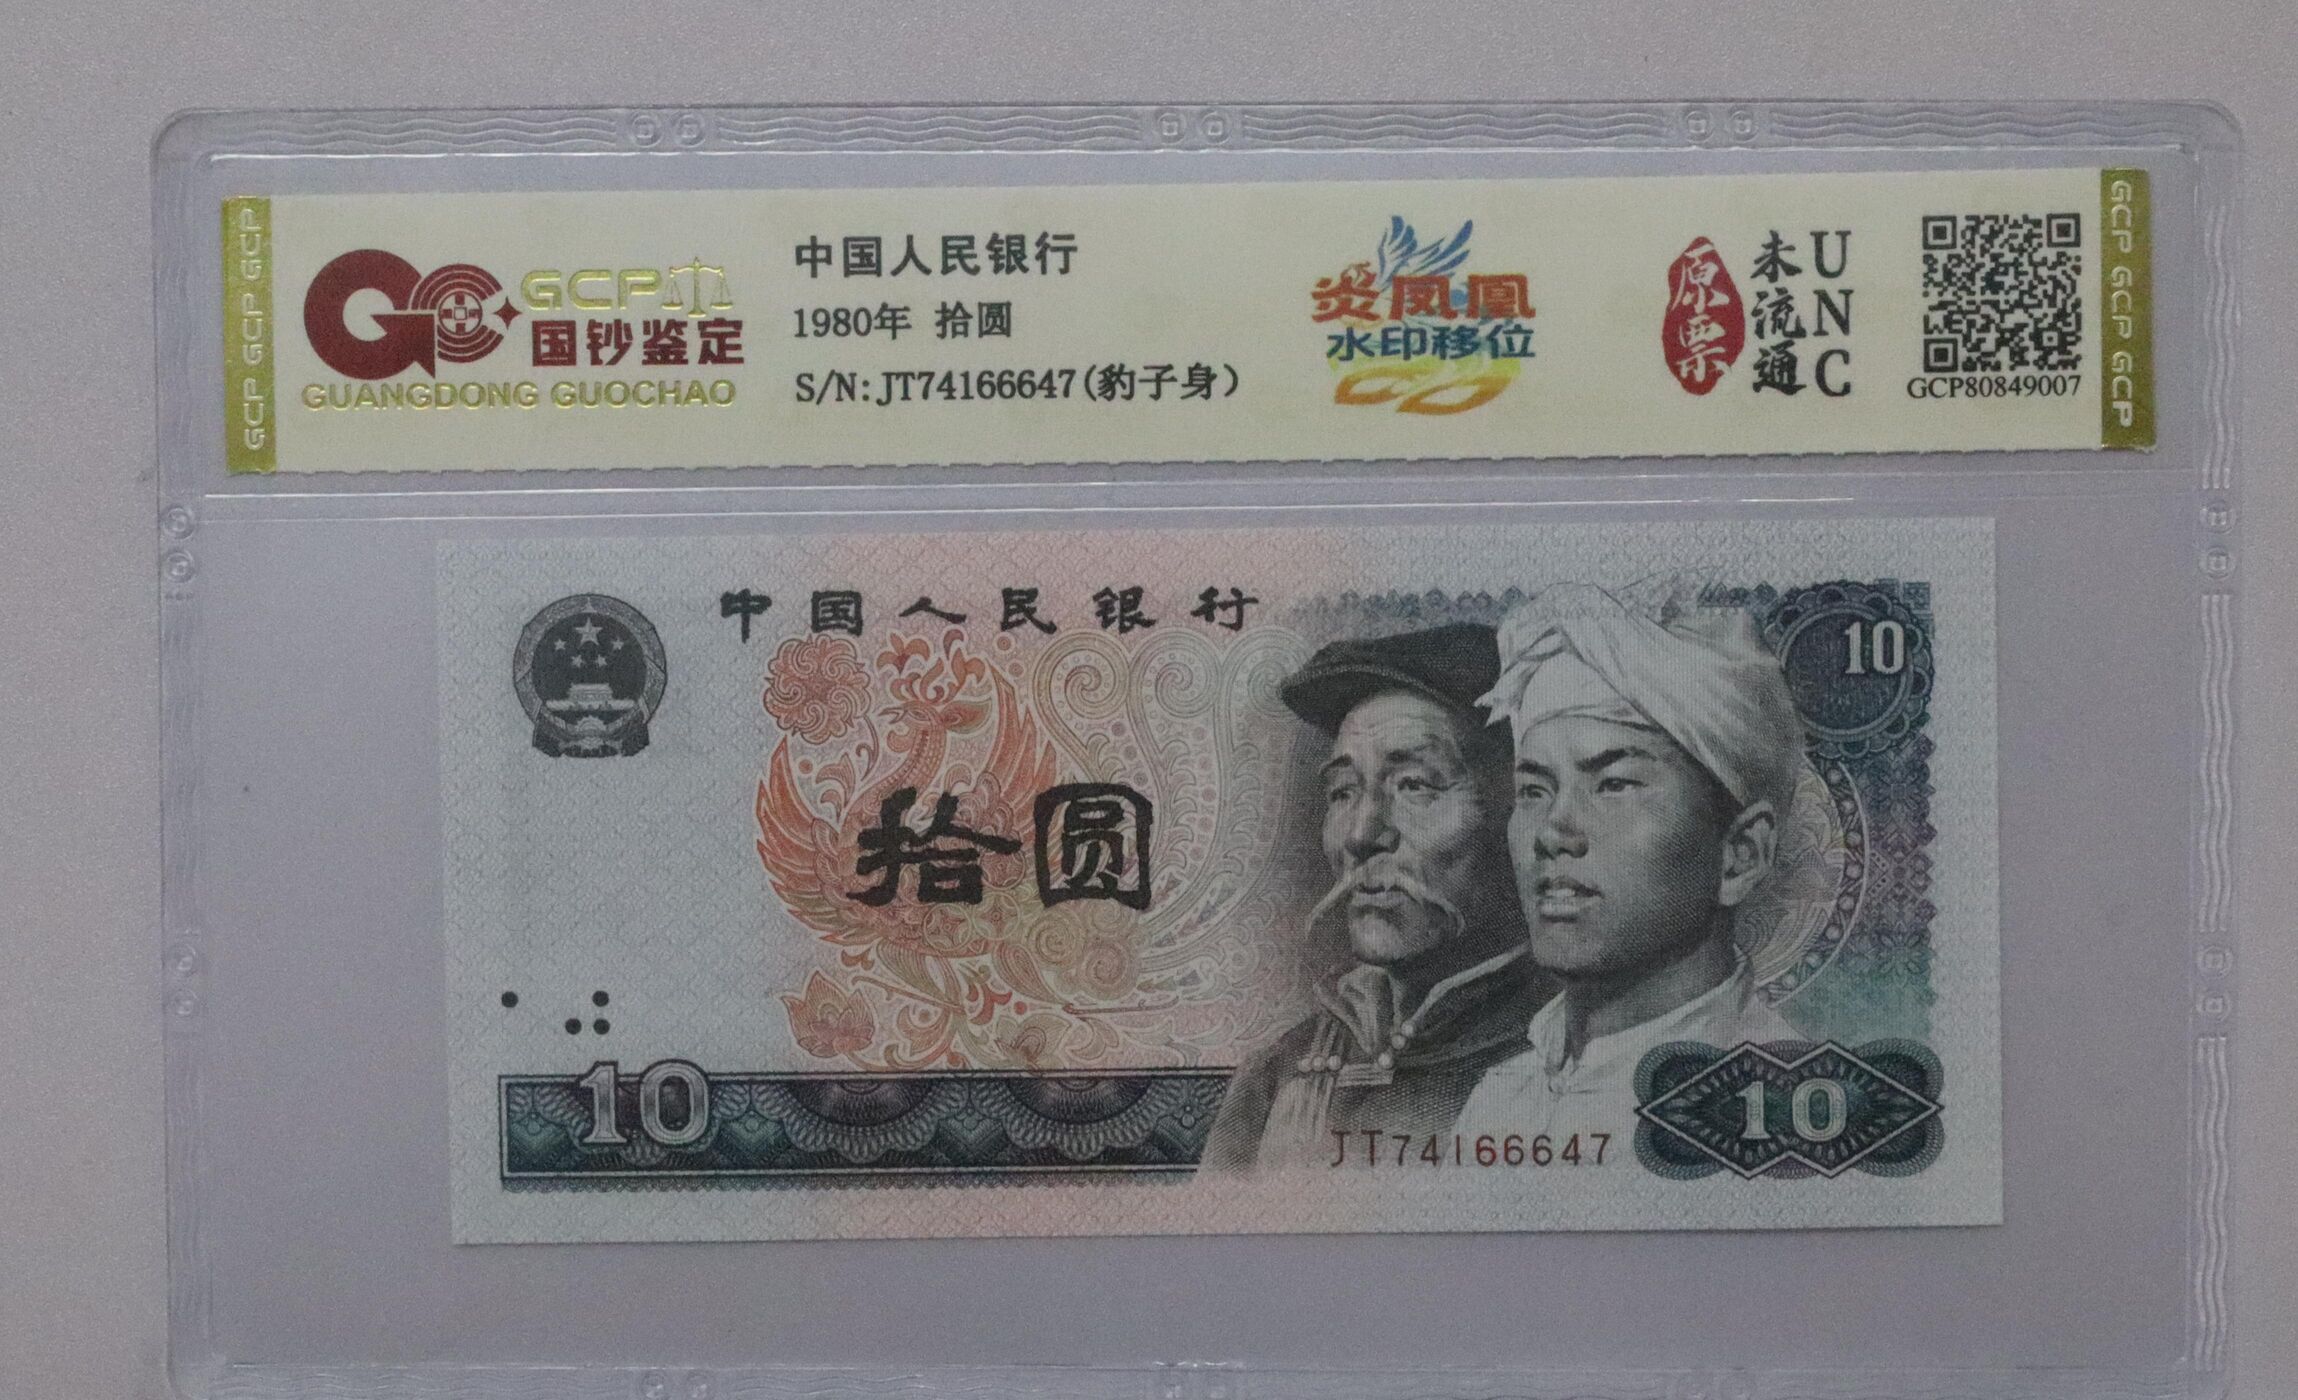 GCP GCP GCP
GCP
国钞鉴定
GUANGDONG GUOCHAO
中国人民银行
1980年 拾圆
S/N:JT74166647(豹子身)
炎凤凰
水印移位
原票
未流通
UNC
GCP80849007
GCP GCP GCP
中国人民银行
10
拾圆
10
JT74166647
10